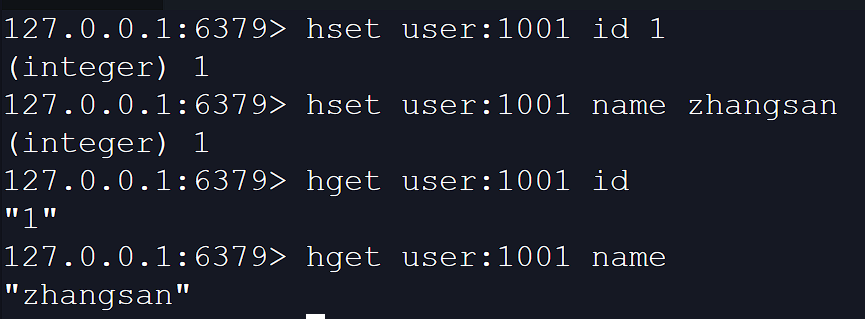 127.0.0.1:6379> hset user:1001 id 1
(integer) 1
127.0.0.1:6379> hset user:1001 name zhangsan
(integer) 1
127.0.0.1:6379> hget user:1001 id
"1"
127.0.0.1:6379> hget user:1001 name
"zhangsan"